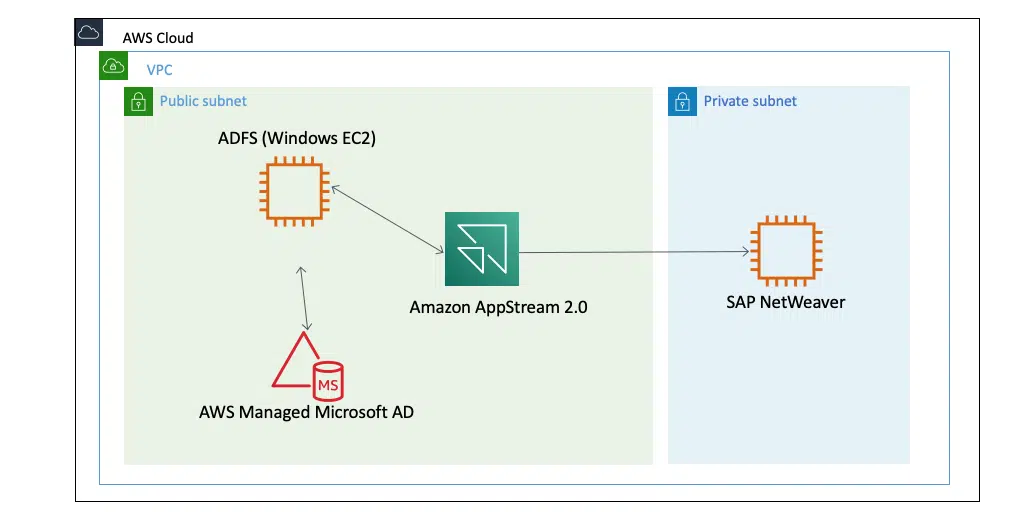 AWS Cloud
VPC
Public subnet
Private subnet
ADFS (Windows EC2)
Amazon AppStream 2.0
SAP NetWeaver
MS
AWS Managed Microsoft AD